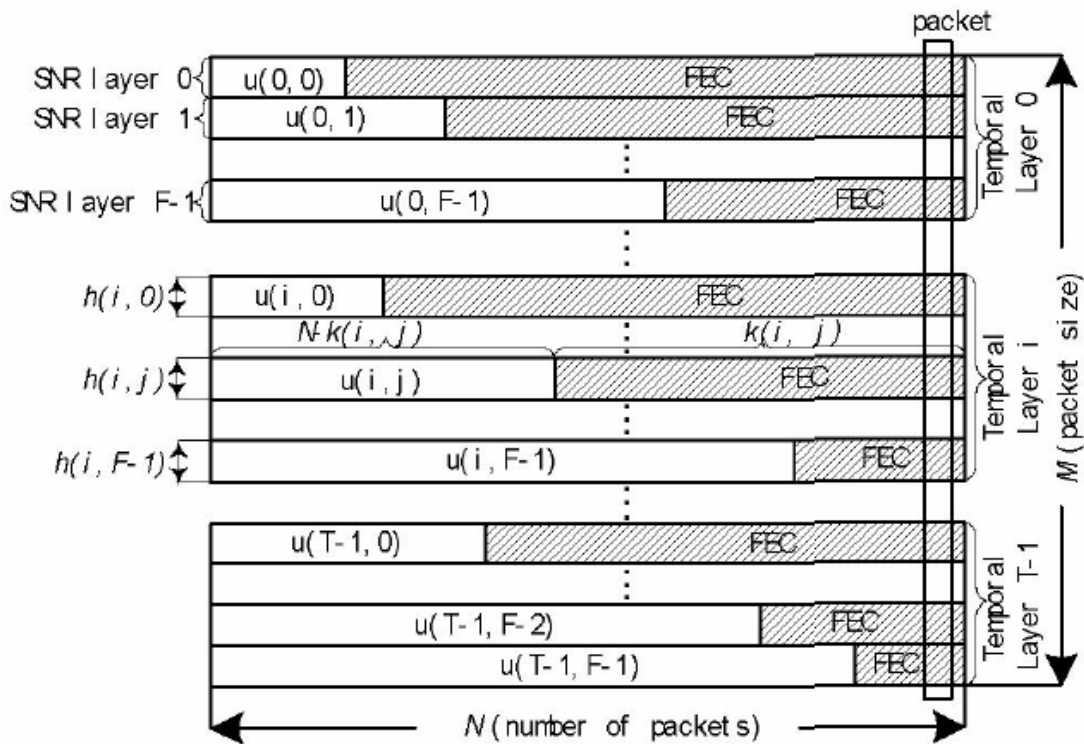 packet
SNR layer 0
u(0,0)
FEC
SNR layer 1
u(0,1)
FEC
SNR layer F-1
u(0,F-1)
FEC
Temporal
Layer 0
h(i,0)
u(i,0)
FEC
N-k(i,j)
k(i,j)
h(i,j)
u(i,j)
FEC
h(i,F-1)
u(i,F-1)
FEC
Temporal
Layer i
u(T-1,0)
FEC
u(T-1,F-2)
FEC
u(T-1,F-1)
FEC
Temporal
Layer T-1
M(packet size)
N(number of packets)